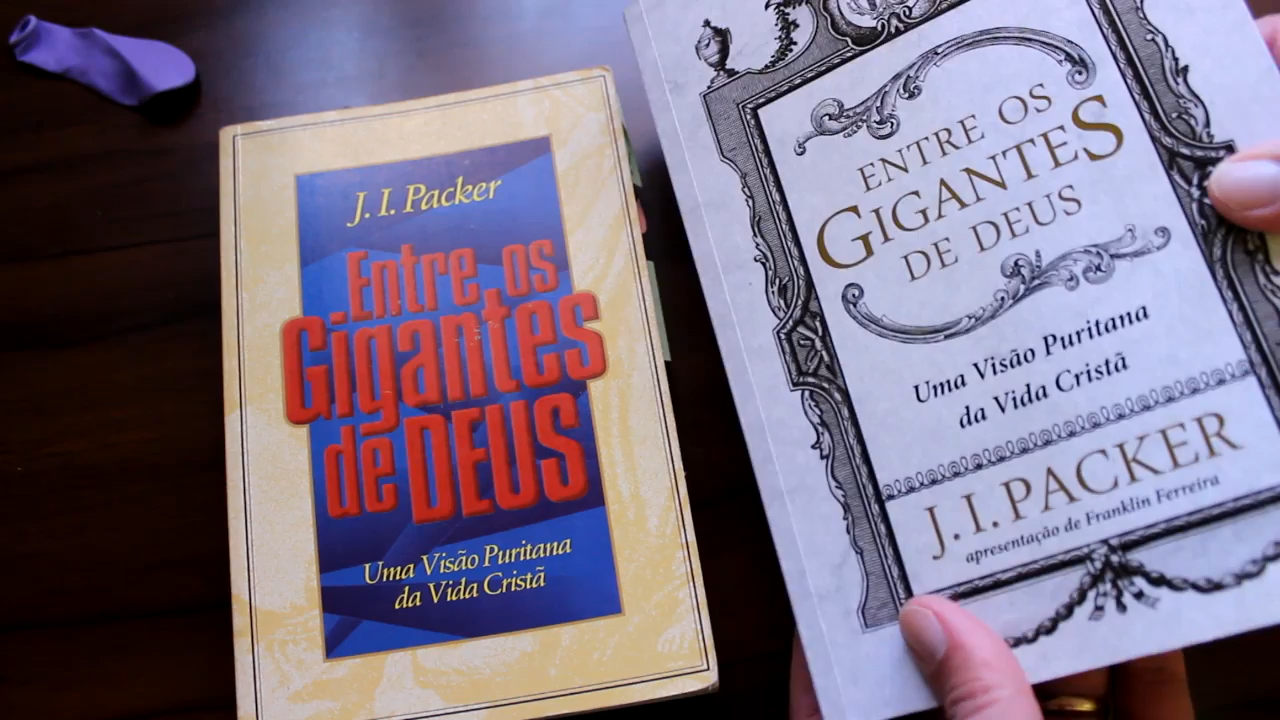 J. I. Packer
Entre os
Gigantes
de DEUS
Uma Visão Puritana
da Vida Cristã
ENTRE OS
GIGANTES
DE DEUS
Uma Visão Puritana
da Vida Cristã
J. I. PACKER
apresentação de Franklin Ferreira